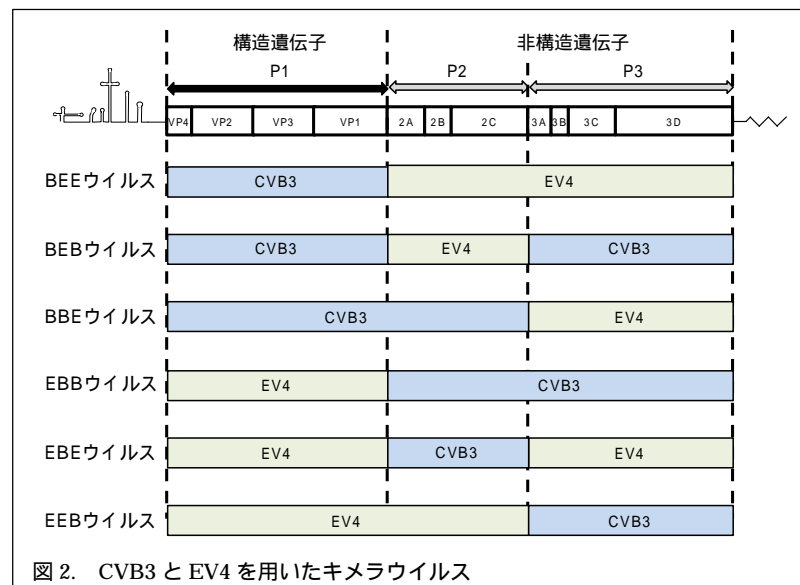 構造遺伝子 非構造遺伝子
P1 P2 P3
VP4 VP2 VP3 VP1 2A 2B 2C 3A 3B 3C 3D
BEEウイルス CVB3 EV4
BEBウイルス CVB3 EV4 CVB3
BBEウイルス CVB3 EV4
EBBウイルス EV4 CVB3
EBEウイルス EV4 CVB3 EV4
EEBウイルス EV4 CVB3
図 2. CVB3 と EV4 を用いたキメラウイルス